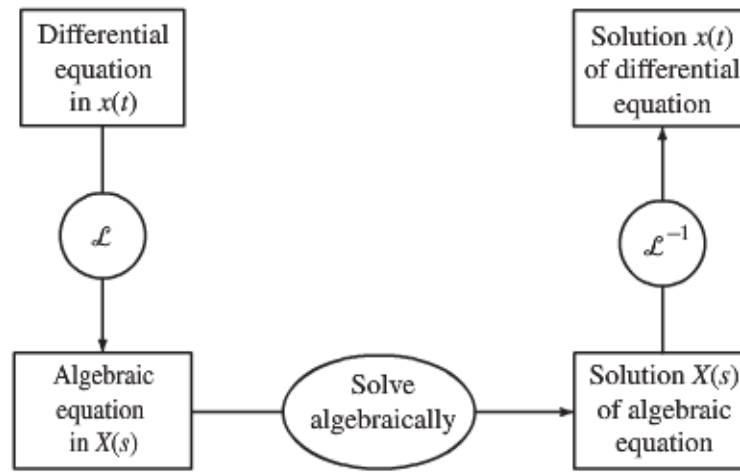 Differential
equation
in x(t)
Solution x(t)
of differential
equation
ℒ
ℒ⁻¹
Algebraic
equation
in X(s)
Solve
algebraically
Solution X(s)
of algebraic
equation